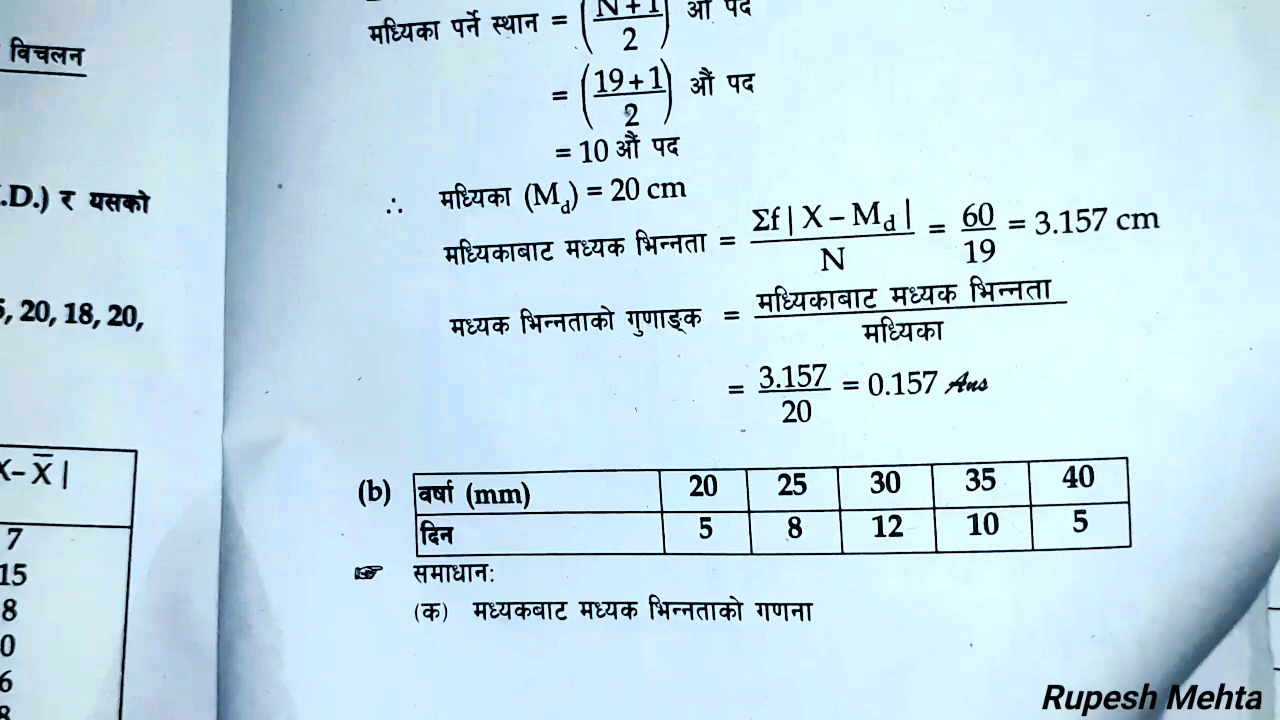 विचलन
.D.) र यसको
, 20, 18, 20,
X – X̄ |
7
15
8
0
6
8
मध्यिका पर्ने स्थान = (N + 1 / 2) औं पद
= (19 + 1 / 2) औं पद
= 10 औं पद
∴ मध्यिका (Md) = 20 cm
मध्यिकाबाट मध्यक भिन्नता = Σf | X – Md | / N = 60 / 19 = 3.157 cm
मध्यक भिन्नताको गुणाङ्क = मध्यिकाबाट मध्यक भिन्नता / मध्यिका
= 3.157 / 20 = 0.157 Ans
(b) वर्षा (mm) 20 25 30 35 40
दिन 5 8 12 10 5
☞ समाधान:
(क) मध्यकबाट मध्यक भिन्नताको गणना
Rupesh Mehta